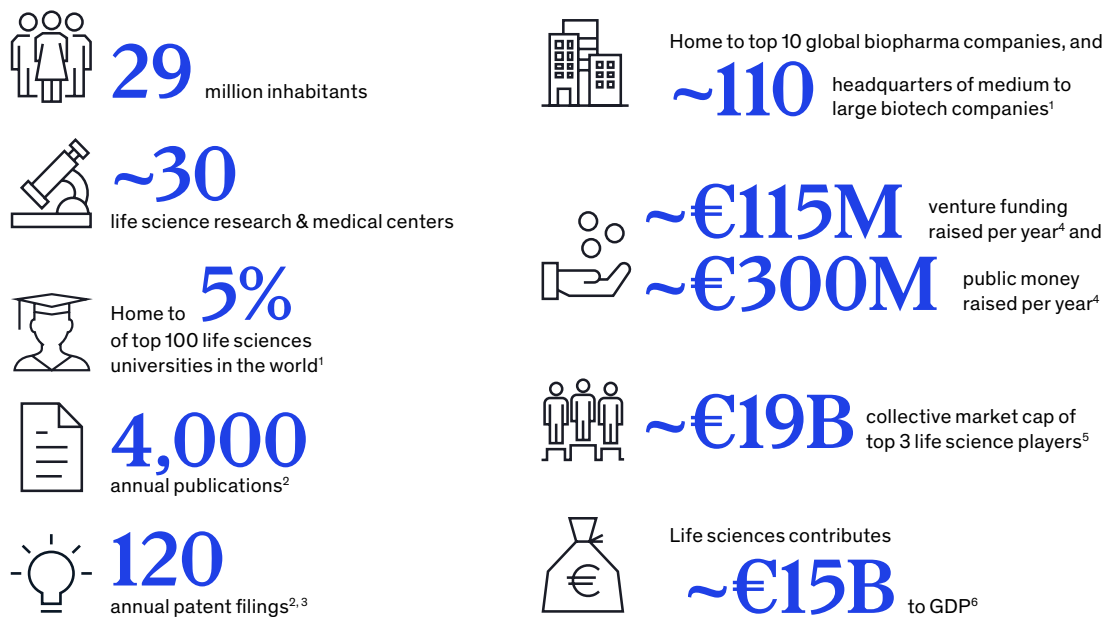 29 million inhabitants
~30
life science research & medical centers
Home to 5%
of top 100 life sciences
universities in the world¹
4,000
annual publications²
120
annual patent filings²,³
Home to top 10 global biopharma companies, and
~110 headquarters of medium to
large biotech companies¹
~€115M venture funding
raised per year⁴ and
~€300M public money
raised per year⁴
~€19B collective market cap of
top 3 life science players⁵
€
Life sciences contributes
~€15B to GDP⁶